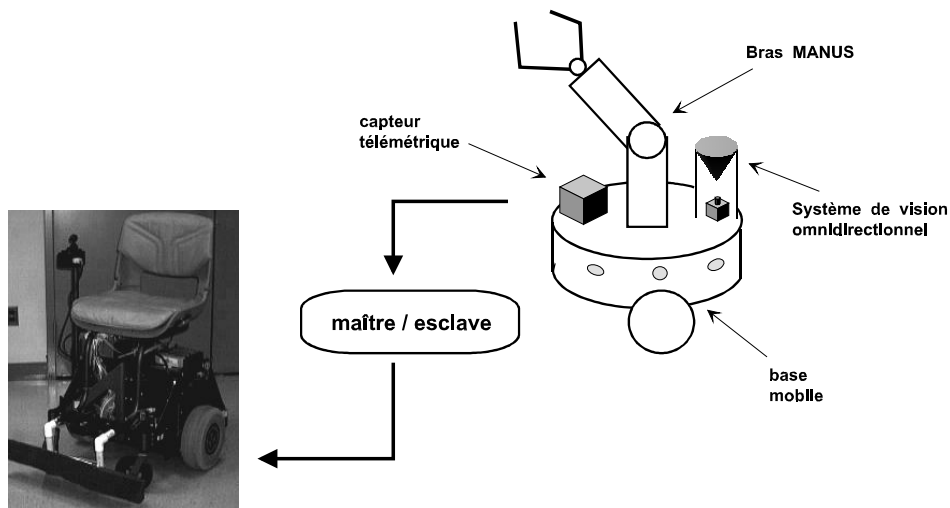 Bras MANUS
capteur
télémétrique
Système de vision
omnidirectionnel
maître / esclave
base
mobile